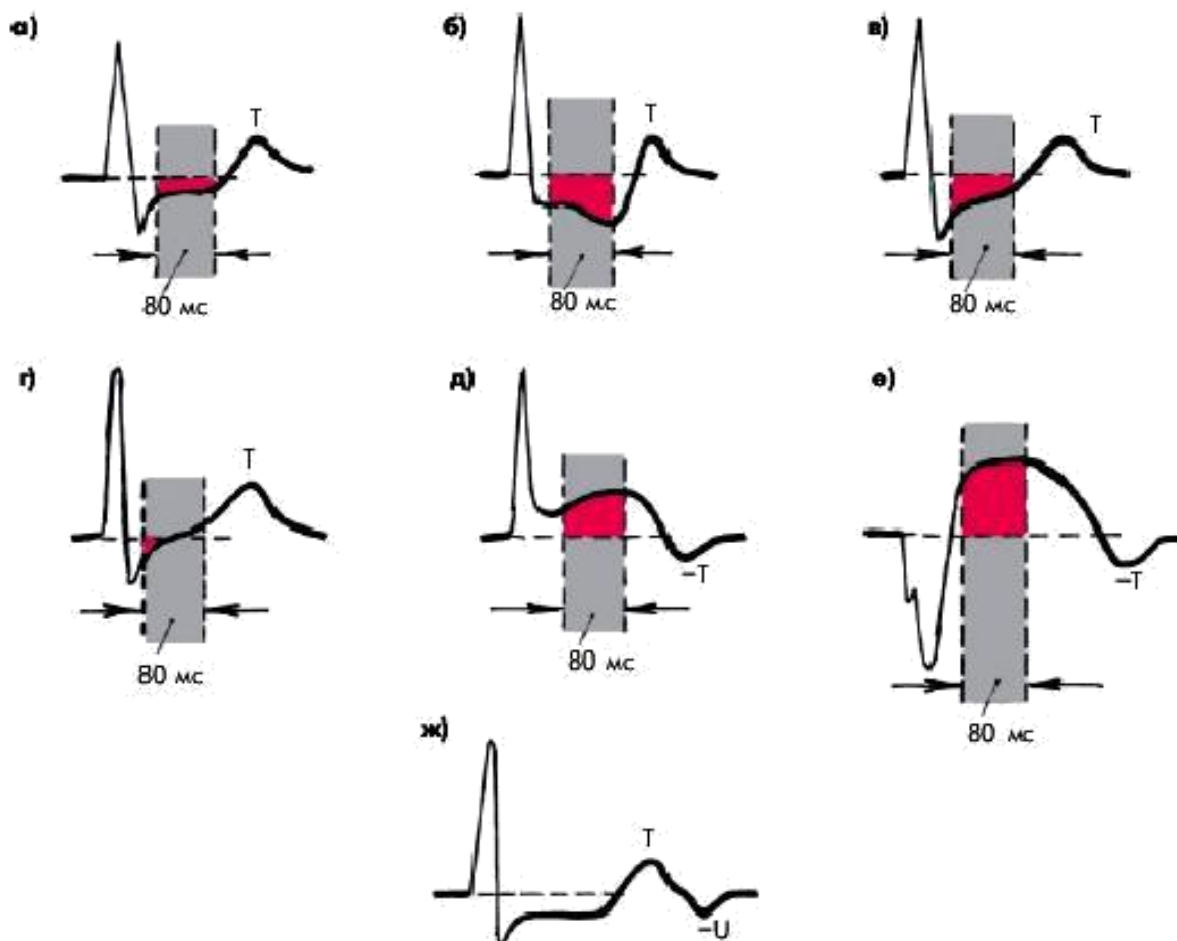 а) б) в)
T T T
80 мс 80 мс 80 мс
г) д) е)
T
–T –T
80 мс 80 мс
80 мс
ж)
T
–U